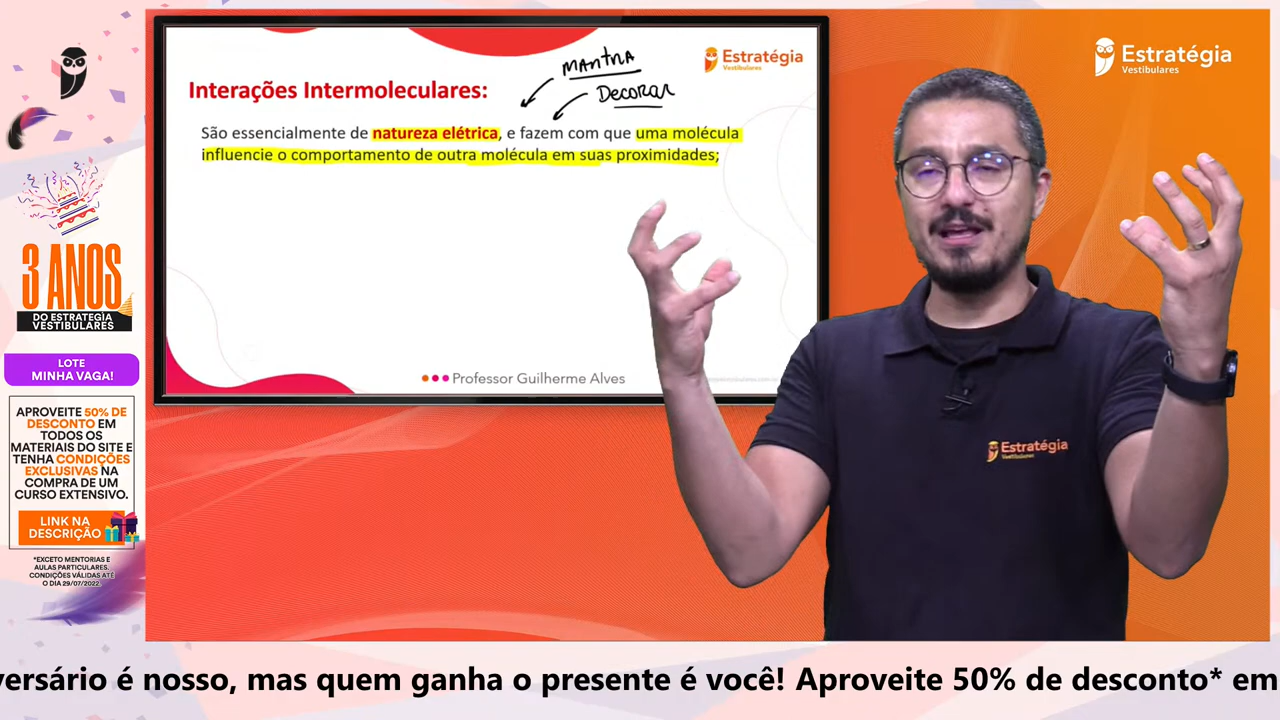 3 ANOS
DO ESTRATEGIA
VESTIBULARES
LOTE
MINHA VAGA!
APROVEITE 50% DE
DESCONTO EM
TODOS OS
MATERIAIS DO SITE E
TENHA CONDIÇÕES
EXCLUSIVAS NA
COMPRA DE UM
CURSO EXTENSIVO.
LINK NA
DESCRIÇÃO
*EXCETO MENTORIAS E
AULAS PARTICULARES.
CONDIÇÕES VÁLIDAS ATÉ
O DIA 29/07/2022.
Estratégia
Vestibulares
MANTRA
Decorar
Interações Intermoleculares:
São essencialmente de natureza elétrica, e fazem com que uma molécula
influencie o comportamento de outra molécula em suas proximidades;
Professor Guilherme Alves
Estratégia
Vestibulares
Estratégia
Vestibulares
versário é nosso, mas quem ganha o presente é você! Aproveite 50% de desconto* em